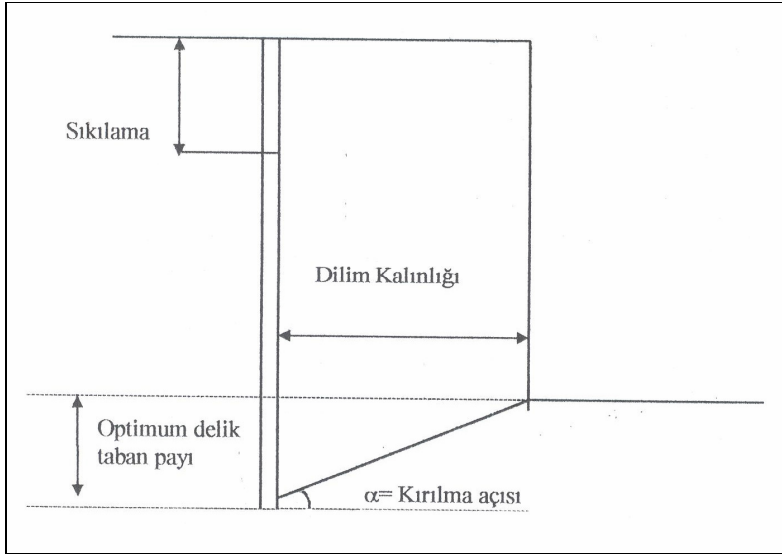 Sıkılama
Dilim Kalınlığı
Optimum delik
taban payı
α= Kırılma açısı